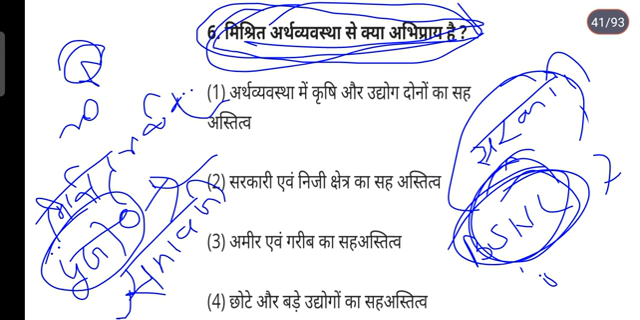 41/93
6. मिश्रित अर्थव्यवस्था से क्या अभिप्राय है ?
(1) अर्थव्यवस्था में कृषि और उद्योग दोनों का सह
अस्तित्व
(2) सरकारी एवं निजी क्षेत्र का सह अस्तित्व
(3) अमीर एवं गरीब का सहअस्तित्व
(4) छोटे और बड़े उद्योगों का सहअस्तित्व
BSNL